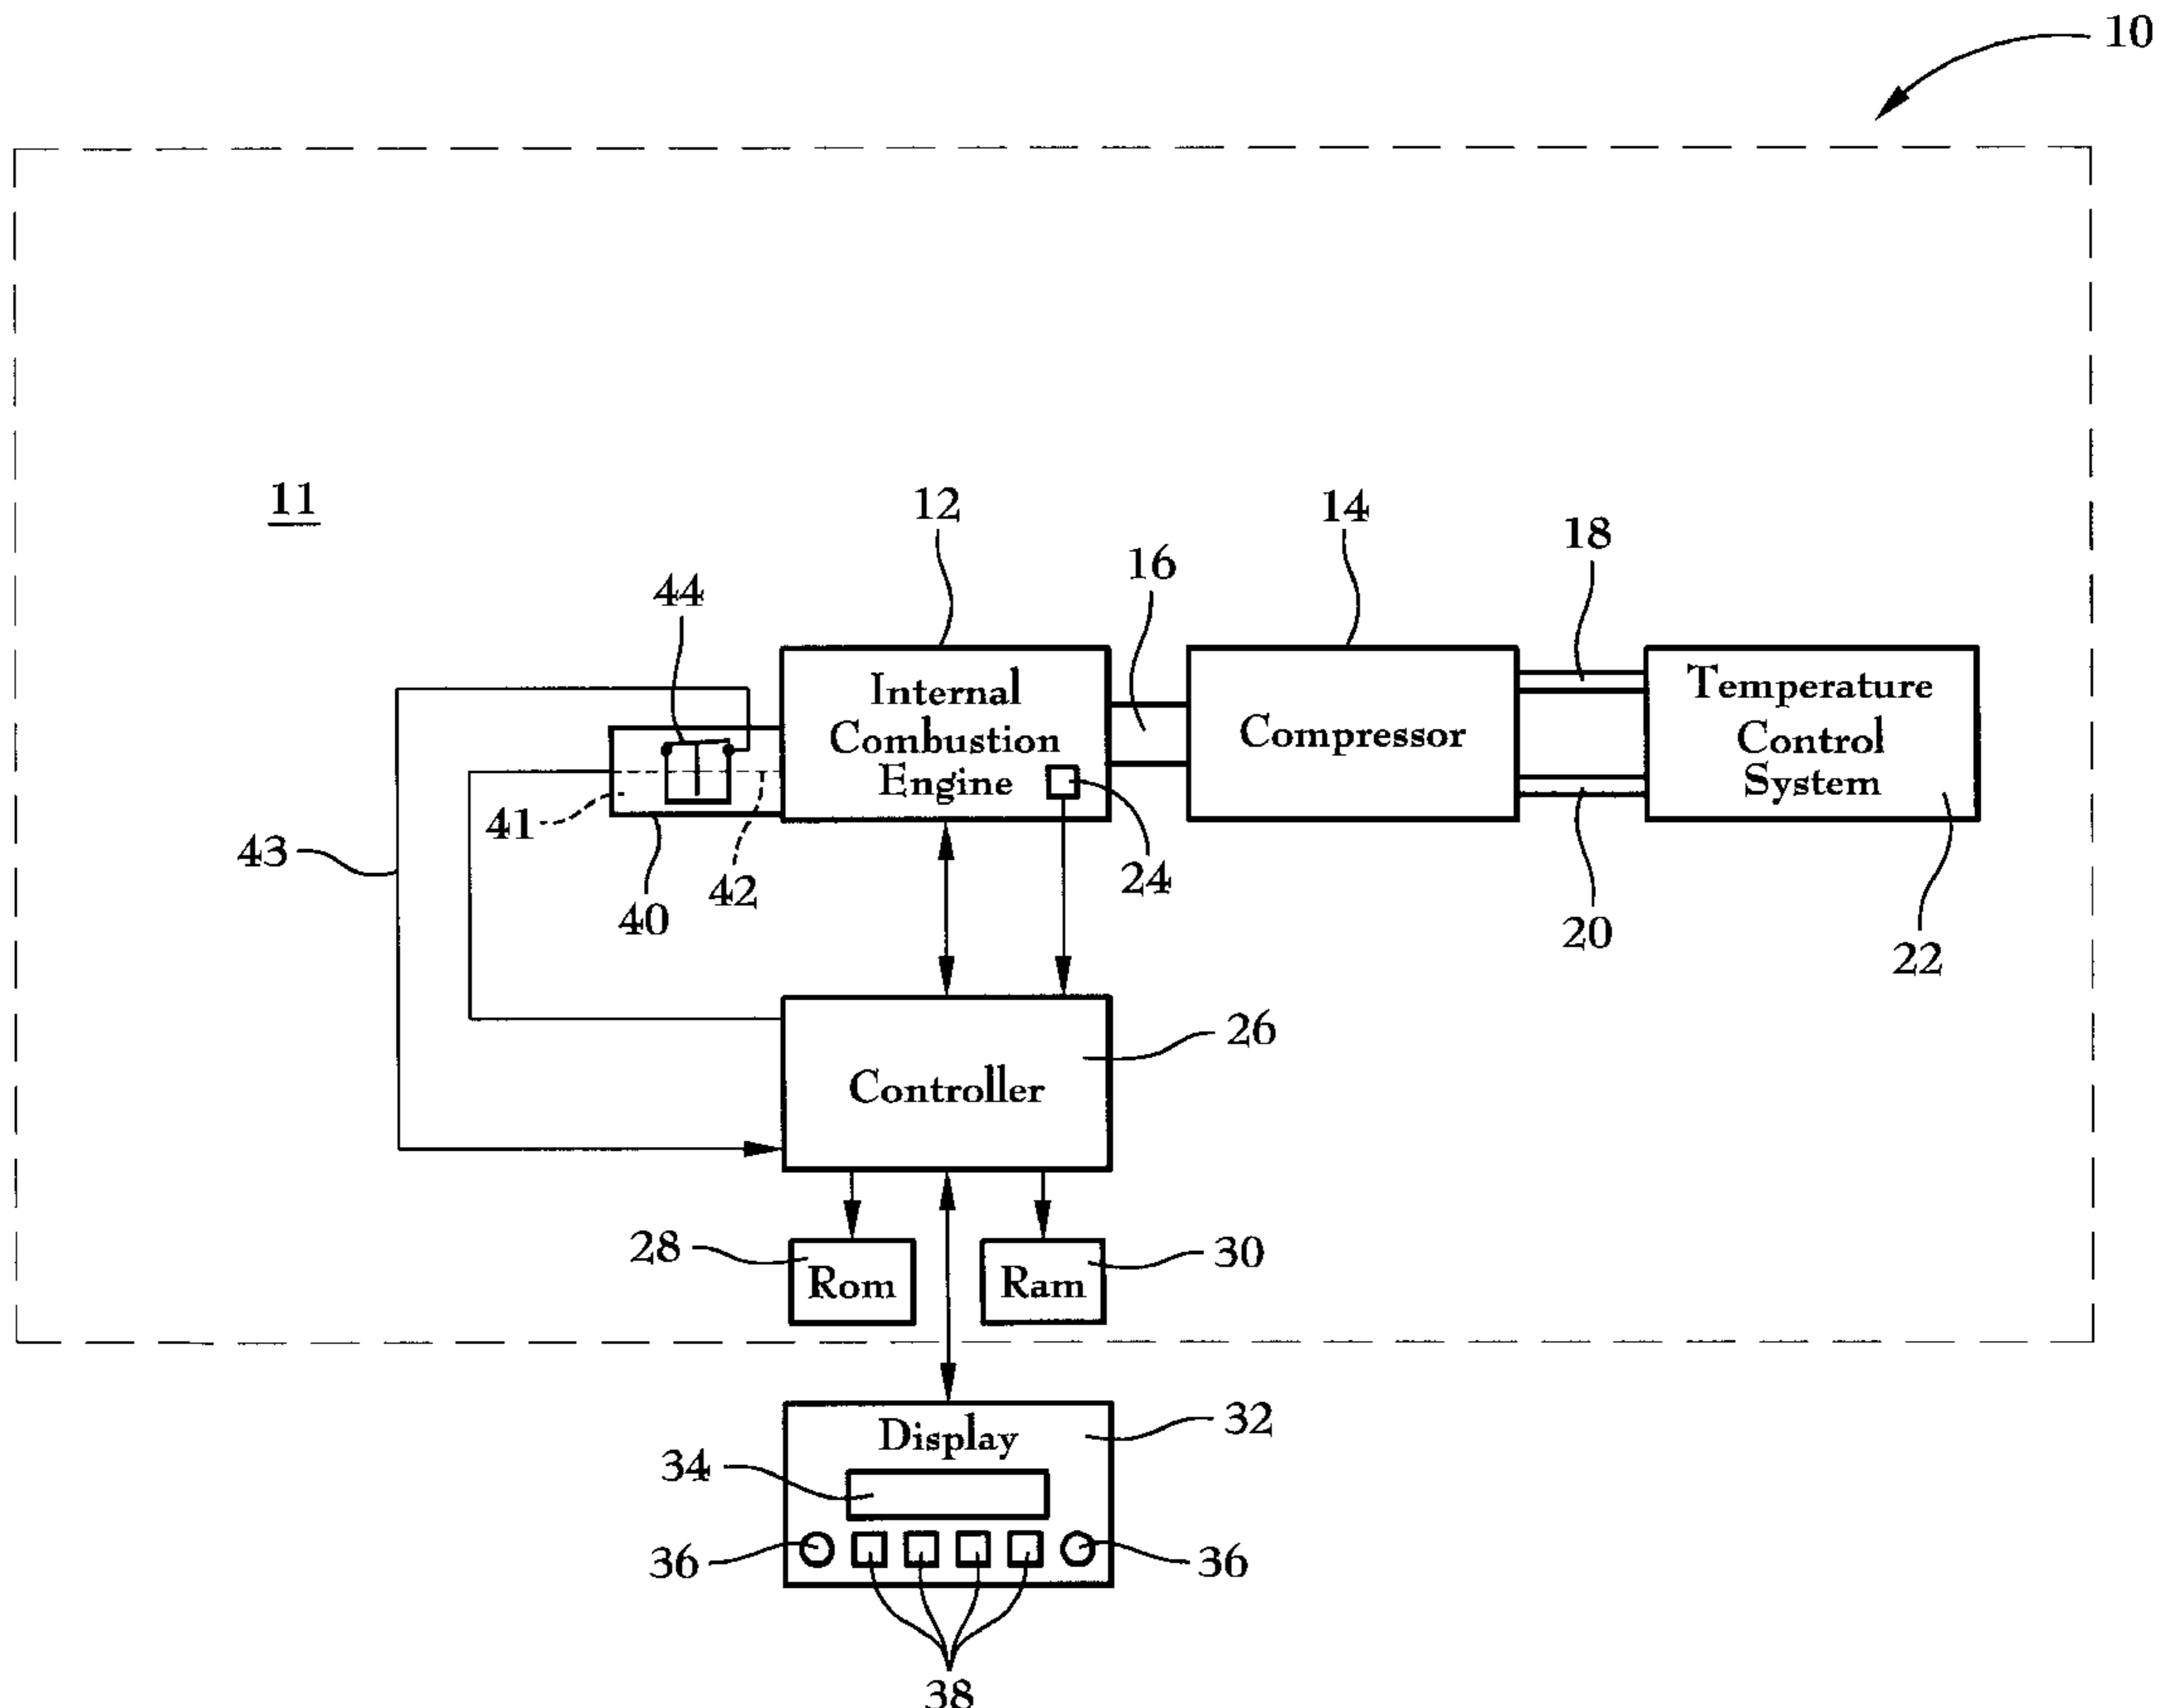 10
11
12
14
16
18
44
Internal
Combustion
Engine
Compressor
Temperature
Control
System
41
43
42
40
24
20
22
26
Controller
28
Rom
Ram
30
Display
32
34
36
36
38